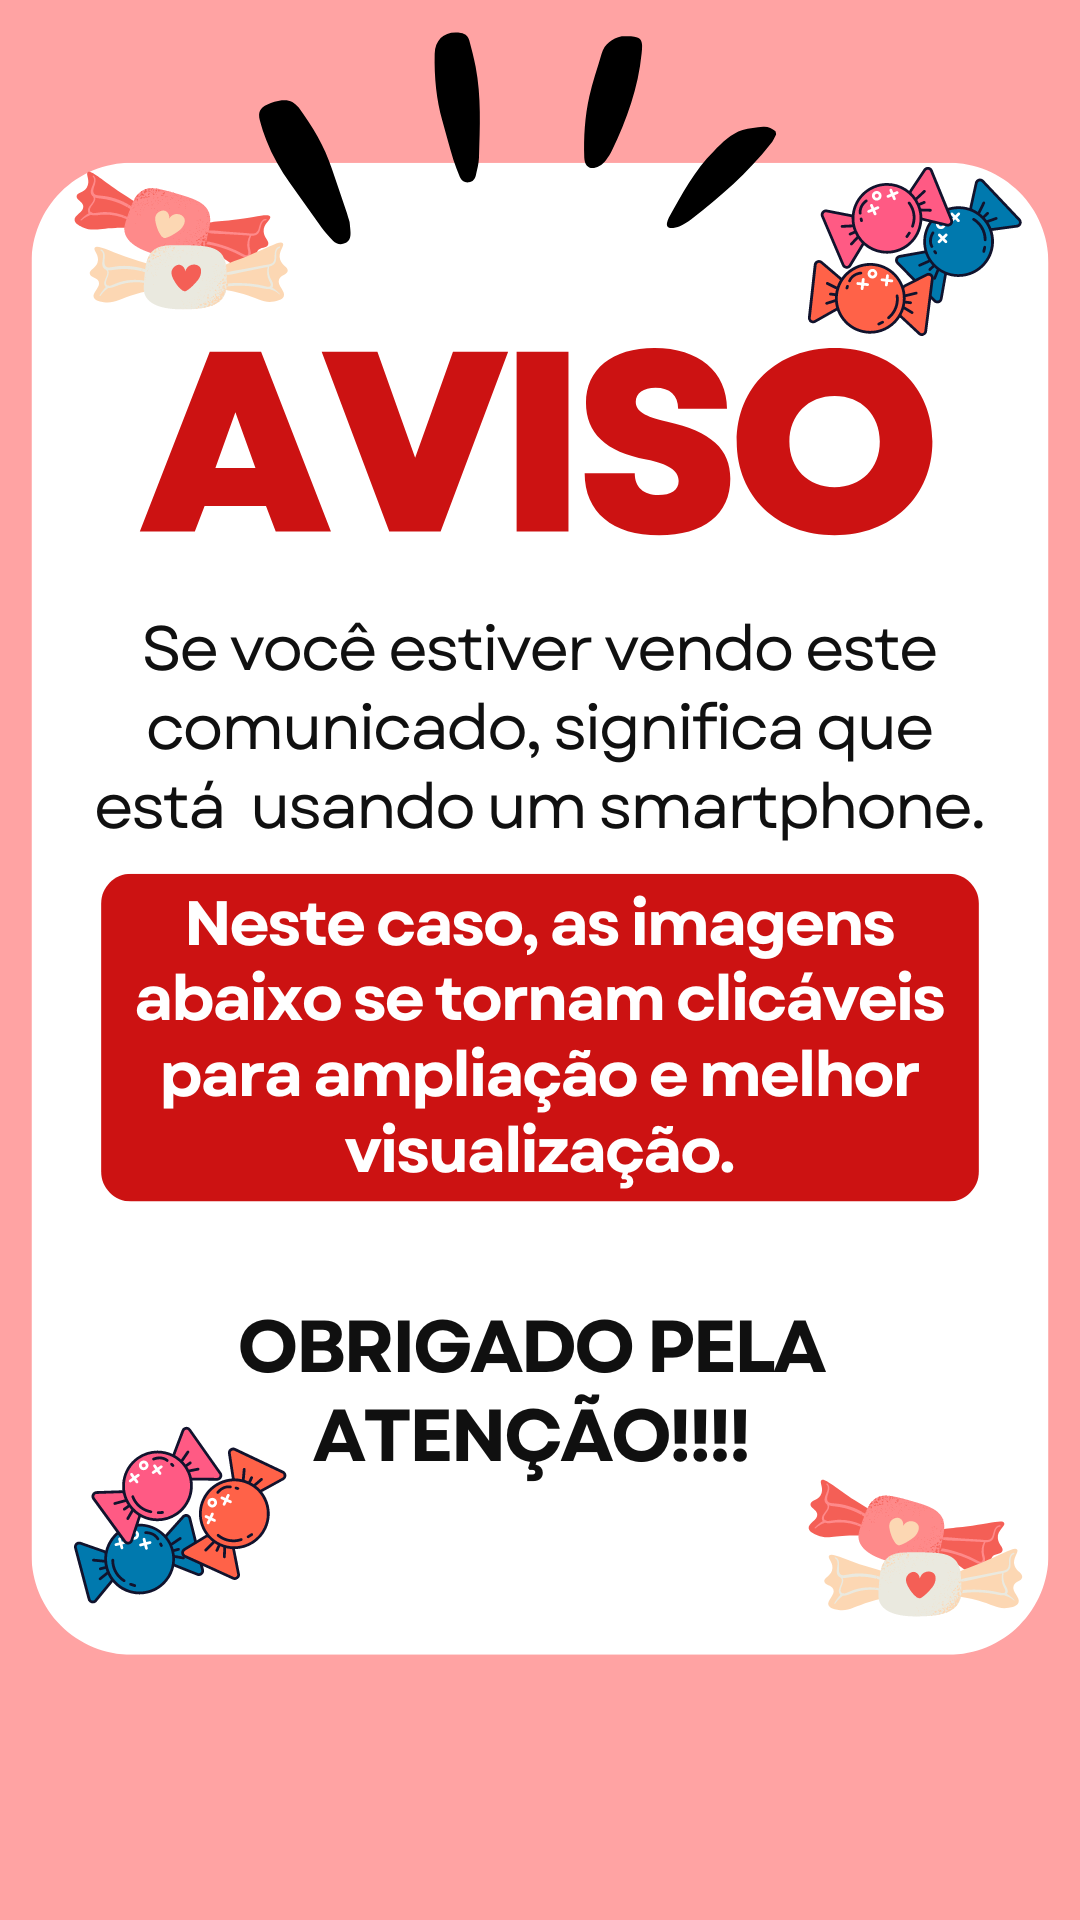 AVISO
Se você estiver vendo este
comunicado, significa que
está  usando um smartphone.
Neste caso, as imagens
abaixo se tornam clicáveis
para ampliação e melhor
visualização.
OBRIGADO PELA
ATENÇÃO!!!!